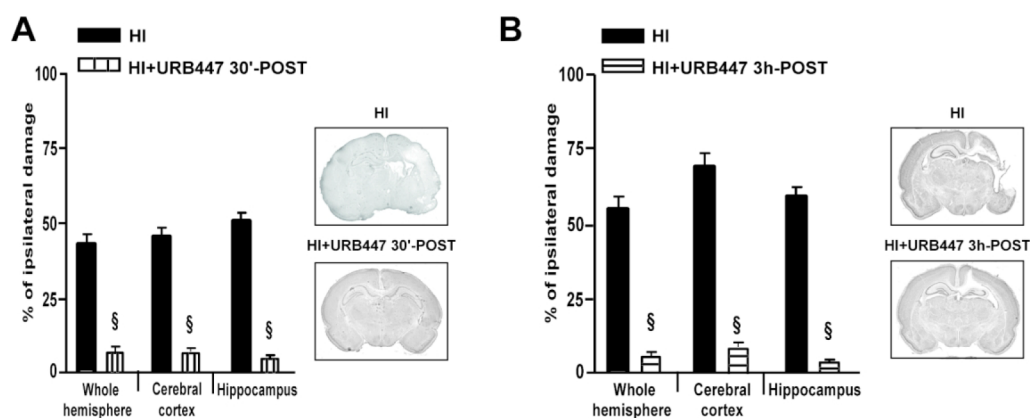 A
HI
HI+URB447 30'-POST
% of ipsilateral damage
100
75
50
25
0
§
§
§
Whole
hemisphere
Cerebral
cortex
Hippocampus
HI
HI+URB447 30'-POST
B
HI
HI+URB447 3h-POST
% of ipsilateral damage
100
75
50
25
0
§
§
§
Whole
hemisphere
Cerebral
cortex
Hippocampus
HI
HI+URB447 3h-POST